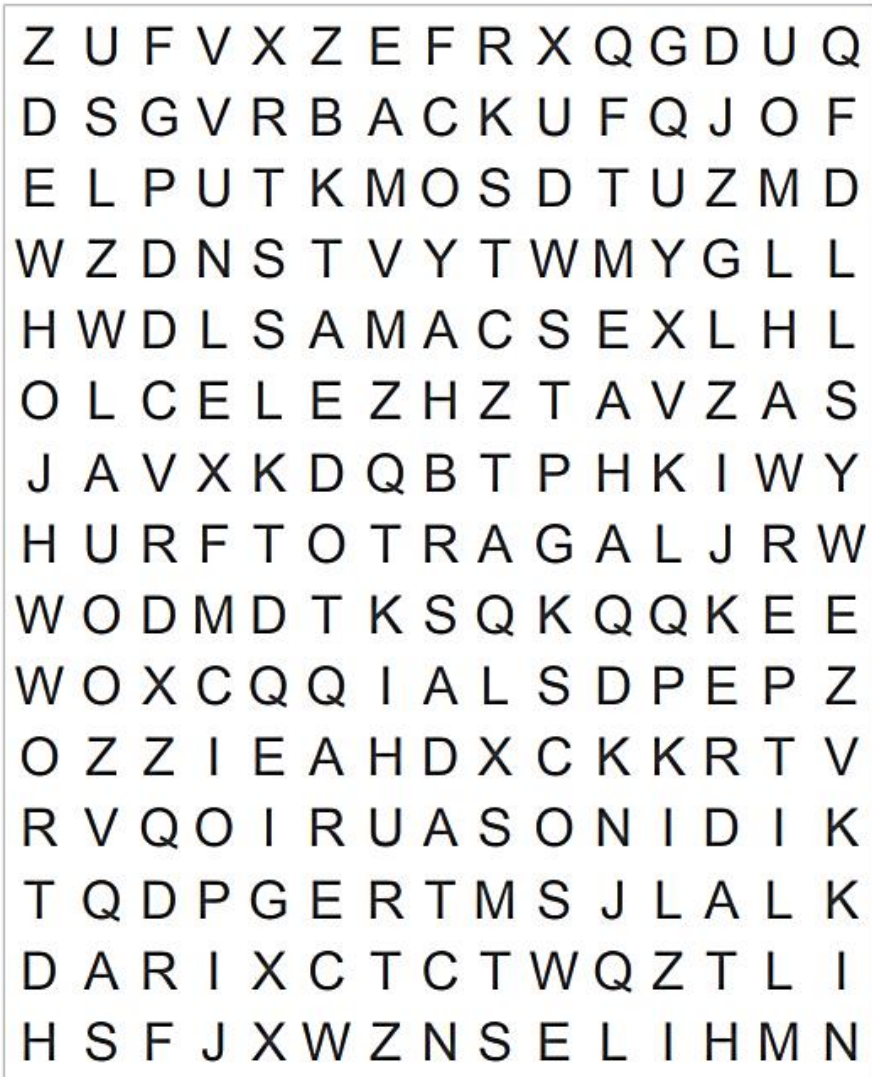 Z U F V X Z E F R X Q G D U Q
D S G V R B A C K U F Q J O F
E L P U T K M O S D T U Z M D
W Z D N S T V Y T W M Y G L L
H W D L S A M A C S E X L H L
O L C E L E Z H Z T A V Z A S
J A V X K D Q B T P H K I W Y
H U R F T O T R A G A L J R W
W O D M D T K S Q K Q Q K E E
W O X C Q Q I A L S D P E P Z
O Z Z I E A H D X C K K R T V
R V Q O I R U A S O N I D I K
T Q D P G E R T M S J L A L K
D A R I X C T C T W Q Z T L I
H S F J X W Z N S E L I H M N